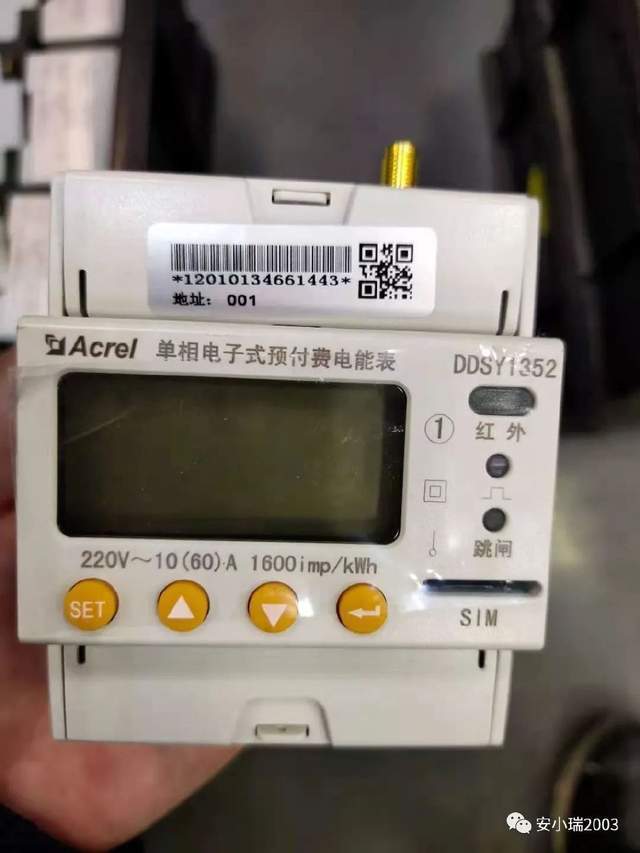 *12010134661443*
地址: 001
Acrel 单相电子式预付费电能表
DDSY1352
1
红外
跳闸
220V～10(60)A 1600imp/kWh
SET
SIM
安小瑞2003